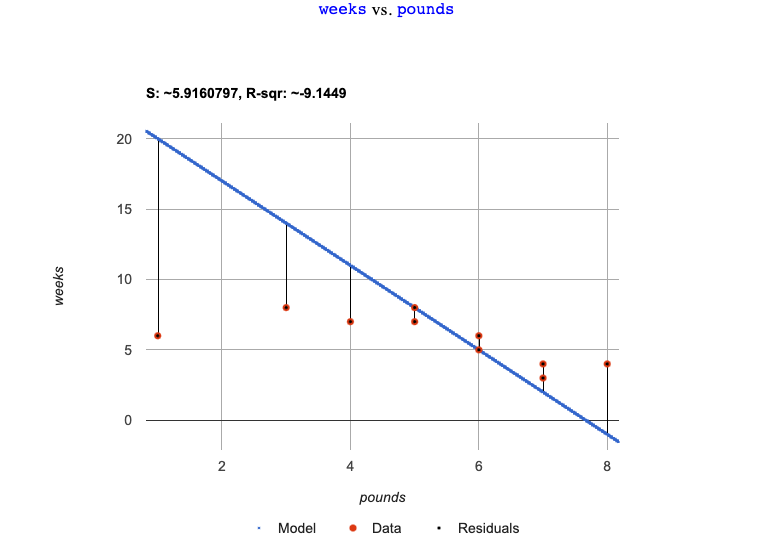 weeks vs. pounds
S: ~5.9160797, R-sqr: ~-9.1449
20
15
10
5
0
weeks
2 4 6 8
pounds
Model Data Residuals